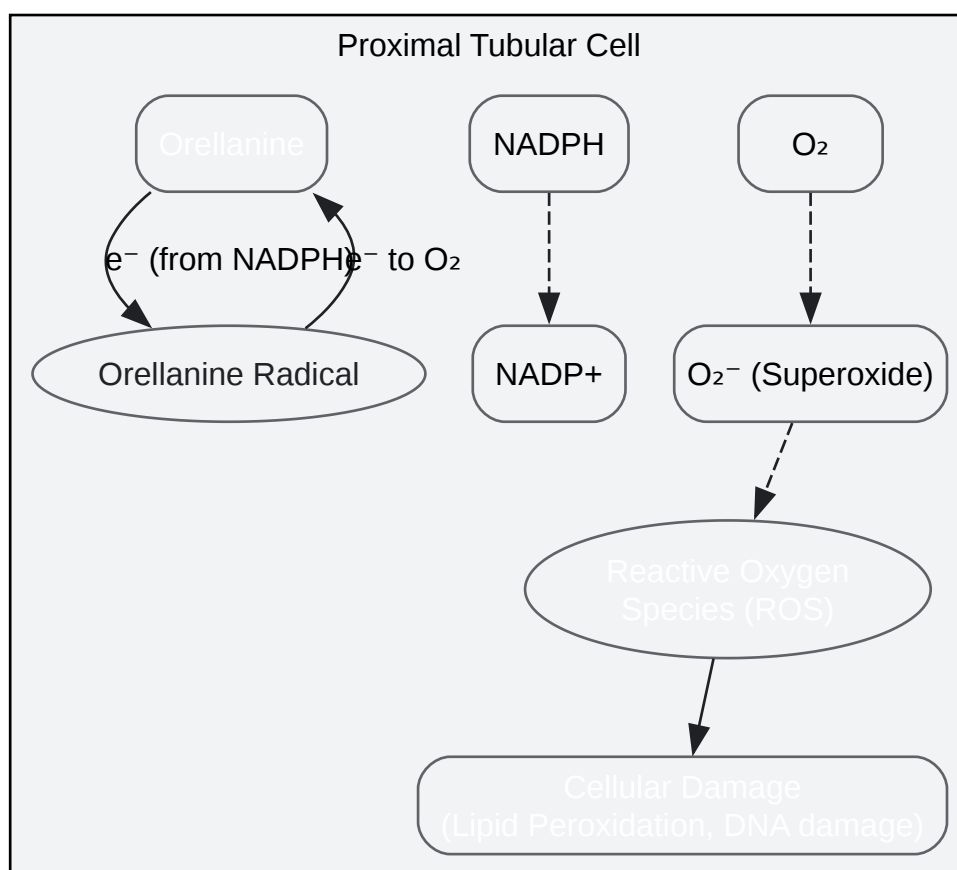 Proximal Tubular Cell
Orellanine
NADPH
O₂
e⁻ (from NADPH)
e⁻ to O₂
Orellanine Radical
NADP+
O₂⁻ (Superoxide)
Reactive Oxygen
Species (ROS)
Cellular Damage
(Lipid Peroxidation, DNA damage)